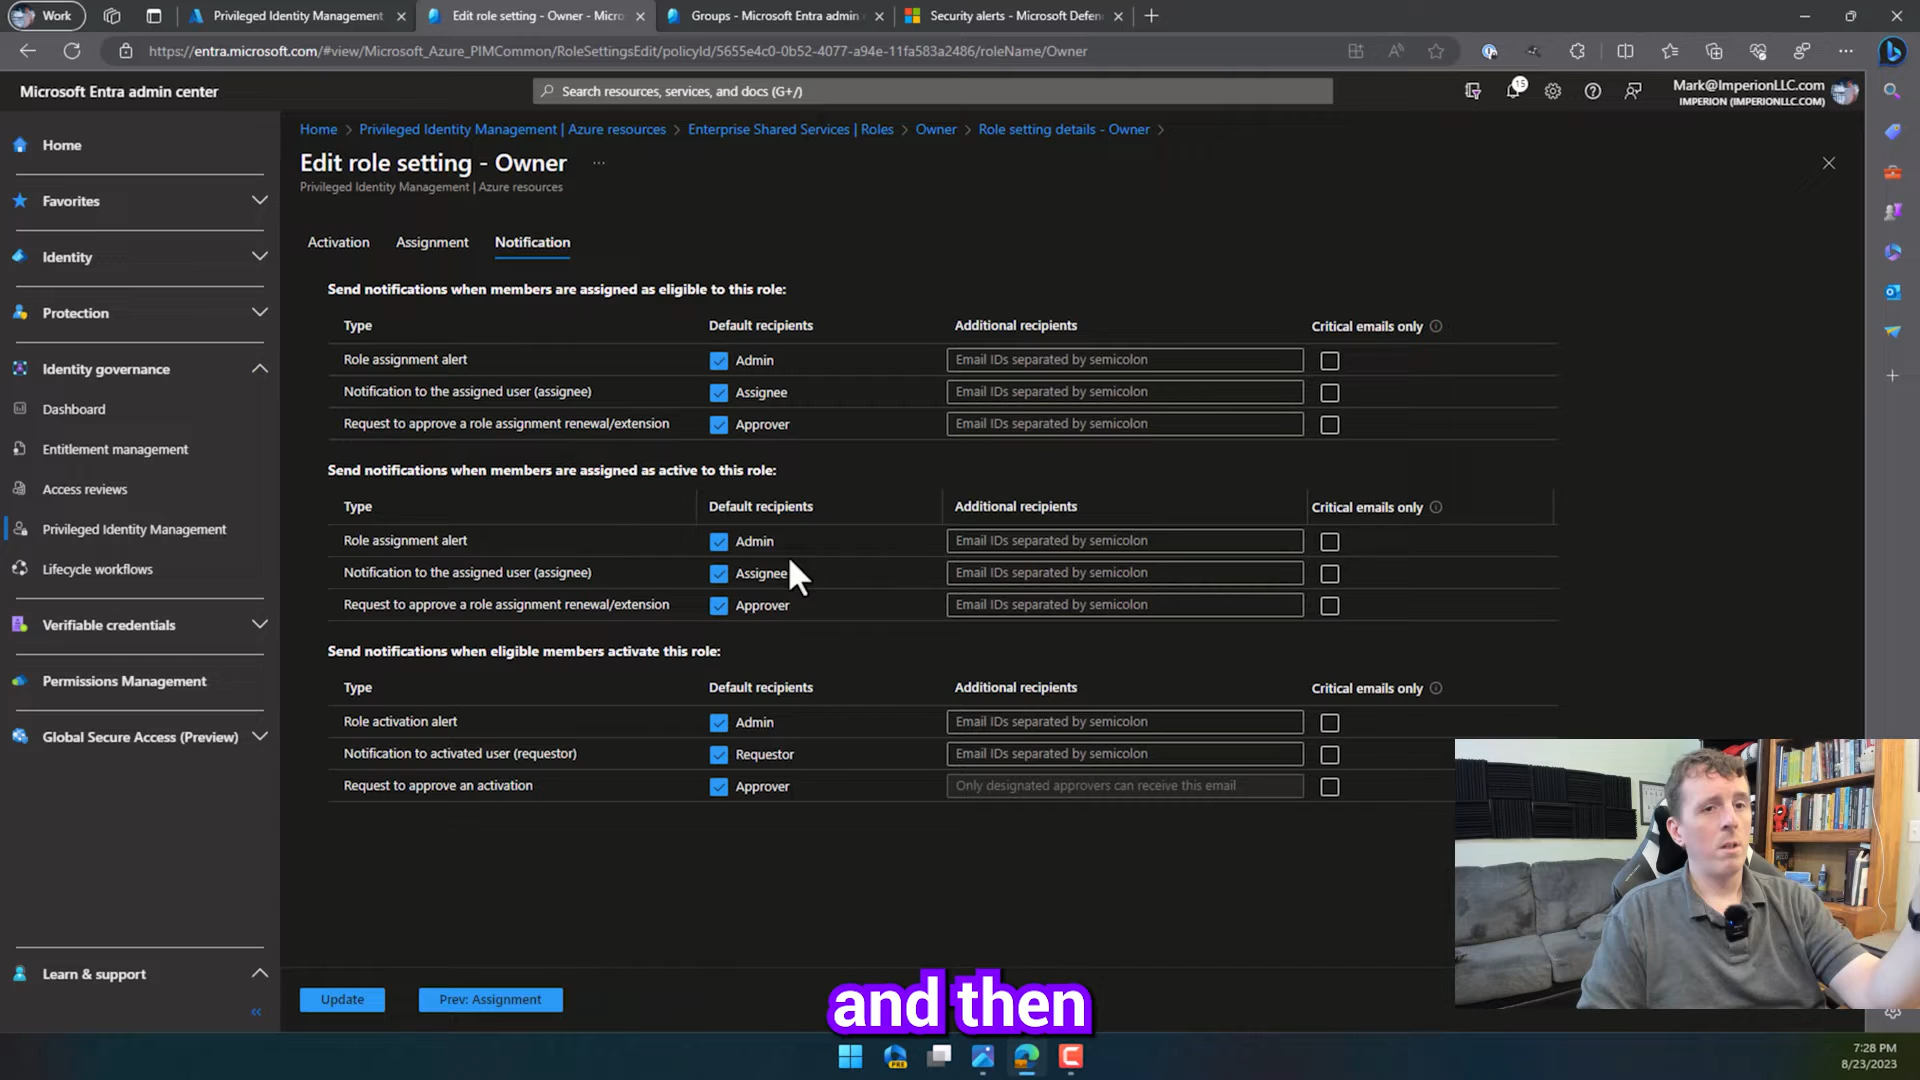 Work
Privileged Identity Management
Edit role setting - Owner - Micro
Groups - Microsoft Entra admin
Security alerts - Microsoft Defen
https://entra.microsoft.com/#view/Microsoft_Azure_PIMCommon/RoleSettingsEdit/policyId/5655e4c0-0b52-4077-a94e-11fa583a2486/roleName/Owner
Microsoft Entra admin center
Search resources, services, and docs (G+/)
15
Mark@ImperionLLC.com
IMPERION (IMPERIONLLC.COM)
Home
Favorites
Identity
Protection
Identity governance
Dashboard
Entitlement management
Access reviews
Privileged Identity Management
Lifecycle workflows
Verifiable credentials
Permissions Management
Global Secure Access (Preview)
Learn & support
Home > Privileged Identity Management | Azure resources > Enterprise Shared Services | Roles > Owner > Role setting details - Owner >
Edit role setting - Owner ...
Privileged Identity Management | Azure resources
Activation Assignment Notification
Send notifications when members are assigned as eligible to this role:
Type Default recipients Additional recipients Critical emails only
Role assignment alert Admin Email IDs separated by semicolon
Notification to the assigned user (assignee) Assignee Email IDs separated by semicolon
Request to approve a role assignment renewal/extension Approver Email IDs separated by semicolon
Send notifications when members are assigned as active to this role:
Type Default recipients Additional recipients Critical emails only
Role assignment alert Admin Email IDs separated by semicolon
Notification to the assigned user (assignee) Assignee Email IDs separated by semicolon
Request to approve a role assignment renewal/extension Approver Email IDs separated by semicolon
Send notifications when eligible members activate this role:
Type Default recipients Additional recipients Critical emails only
Role activation alert Admin Email IDs separated by semicolon
Notification to activated user (requestor) Requestor Email IDs separated by semicolon
Request to approve an activation Approver Only designated approvers can receive this email
Update Prev: Assignment
and then
PRE
7:28 PM
8/23/2023